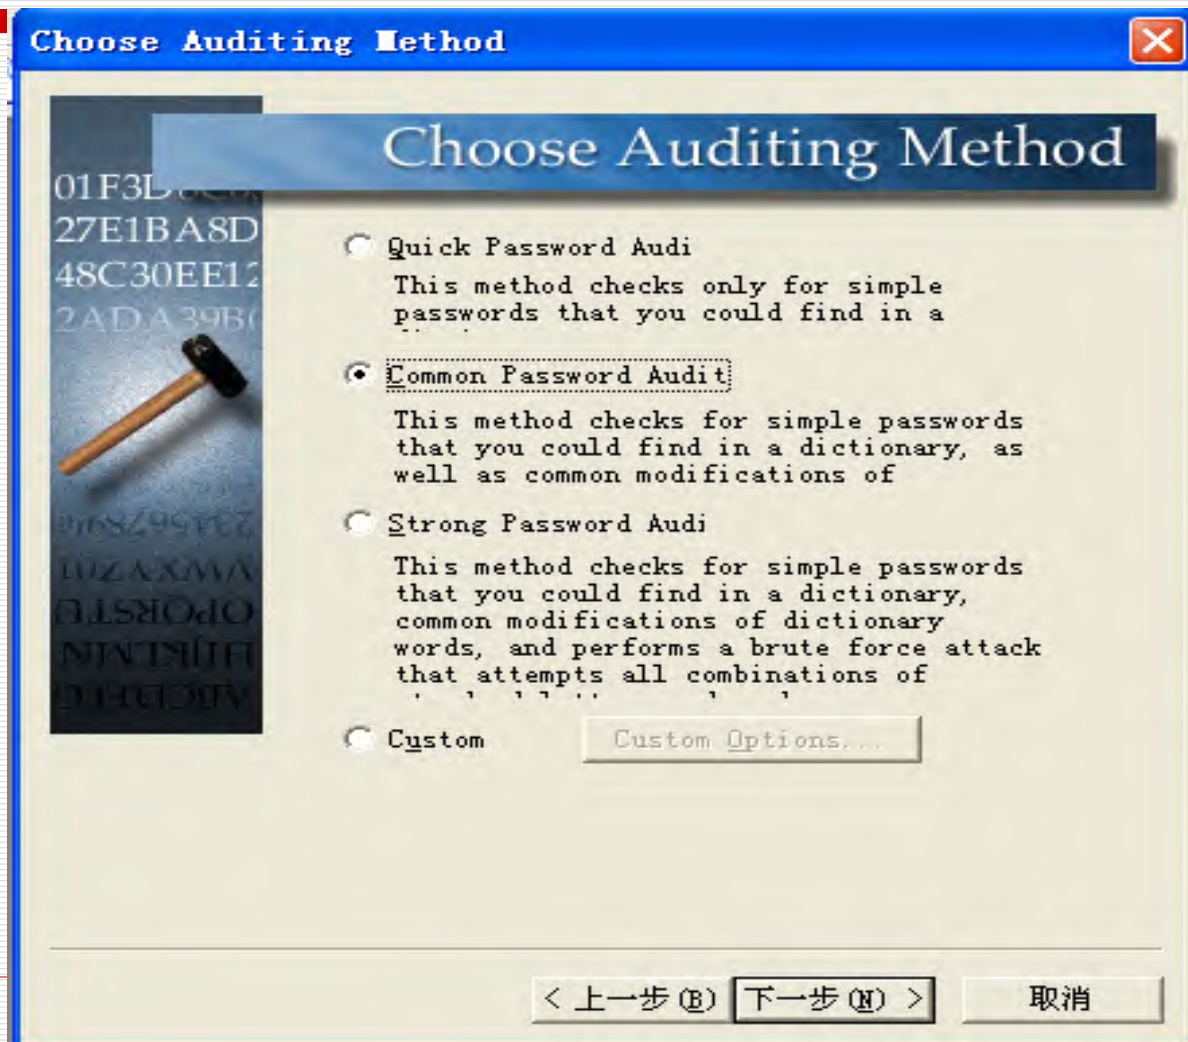 Choose Auditing Method
Choose Auditing Method
01F3D
27E1BA8D
48C30EE12
2ADA39B
Quick Password Audi
This method checks only for simple
passwords that you could find in a
Common Password Audit
This method checks for simple passwords
that you could find in a dictionary, as
well as common modifications of
Strong Password Audi
This method checks for simple passwords
that you could find in a dictionary,
common modifications of dictionary
words, and performs a brute force attack
that attempts all combinations of
Custom
Custom Options...
< 上一步(B)
下一步(N) >
取消